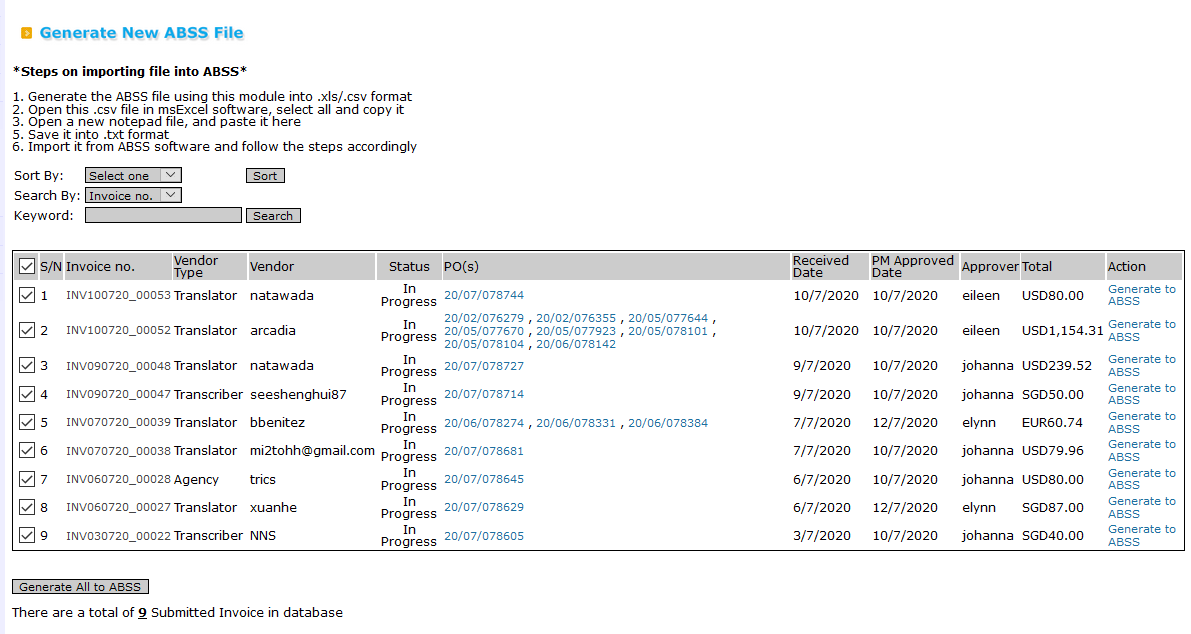 Generate New ABSS File
*Steps on importing file into ABSS*
1. Generate the ABSS file using this module into .xls/.csv format
2. Open this .csv file in msExcel software, select all and copy it
3. Open a new notepad file, and paste it here
5. Save it into .txt format
6. Import it from ABSS software and follow the steps accordingly
Sort By: Select one Sort
Search By: Invoice no.
Keyword: Search
S/N Invoice no. Vendor Type Vendor Status PO(s) Received Date PM Approved Date Approver Total Action
1 INV100720_00053 Translator natawada In Progress 20/07/078744 10/7/2020 10/7/2020 eileen USD80.00 Generate to ABSS
2 INV100720_00052 Translator arcadia In Progress 20/02/076279 , 20/02/076355 , 20/05/077644 , 20/05/077670 , 20/05/077923 , 20/05/078101 , 20/05/078104 , 20/06/078142 10/7/2020 10/7/2020 eileen USD1,154.31 Generate to ABSS
3 INV090720_00048 Translator natawada In Progress 20/07/078727 9/7/2020 10/7/2020 johanna USD239.52 Generate to ABSS
4 INV090720_00047 Transcriber seeshenghui87 In Progress 20/07/078714 9/7/2020 10/7/2020 johanna SGD50.00 Generate to ABSS
5 INV070720_00039 Translator bbenitez In Progress 20/06/078274 , 20/06/078331 , 20/06/078384 7/7/2020 12/7/2020 elynn EUR60.74 Generate to ABSS
6 INV070720_00038 Translator mi2tohh@gmail.com In Progress 20/07/078681 7/7/2020 10/7/2020 johanna USD79.96 Generate to ABSS
7 INV060720_00028 Agency trics In Progress 20/07/078645 6/7/2020 10/7/2020 johanna USD80.00 Generate to ABSS
8 INV060720_00027 Translator xuanhe In Progress 20/07/078629 6/7/2020 12/7/2020 elynn SGD87.00 Generate to ABSS
9 INV030720_00022 Transcriber NNS In Progress 20/07/078605 3/7/2020 10/7/2020 johanna SGD40.00 Generate to ABSS
Generate All to ABSS
There are a total of 9 Submitted Invoice in database